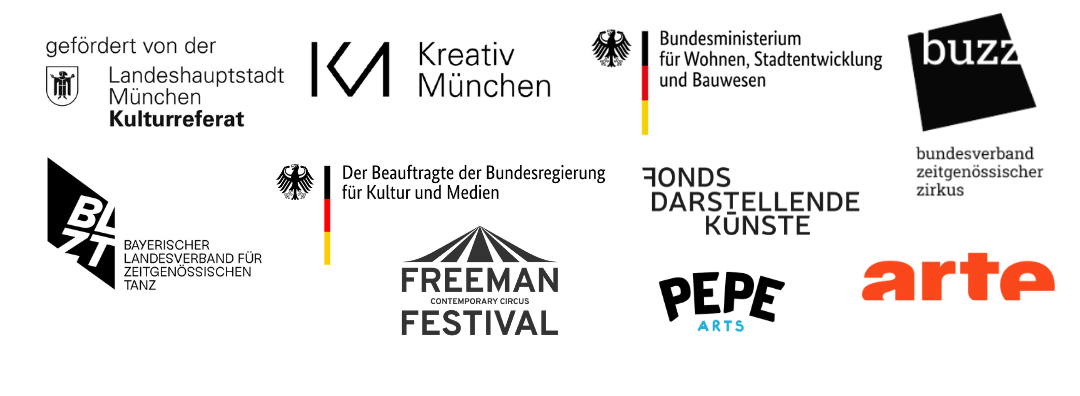 gefördert von der
Landeshauptstadt
München
Kulturreferat
Kreativ
München
Bundesministerium
für Wohnen, Stadtentwicklung
und Bauwesen
buzz
bundesverband
zeitgenössischer
zirkus
BL
ZT
BAYERISCHER
LANDESVERBAND FÜR
ZEITGENÖSSISCHEN
TANZ
Der Beauftragte der Bundesregierung
für Kultur und Medien
FREEMAN
CONTEMPORARY CIRCUS
FESTIVAL
FONDS
DARSTELLENDE
KÜNSTE
PEPE
ARTS
arte